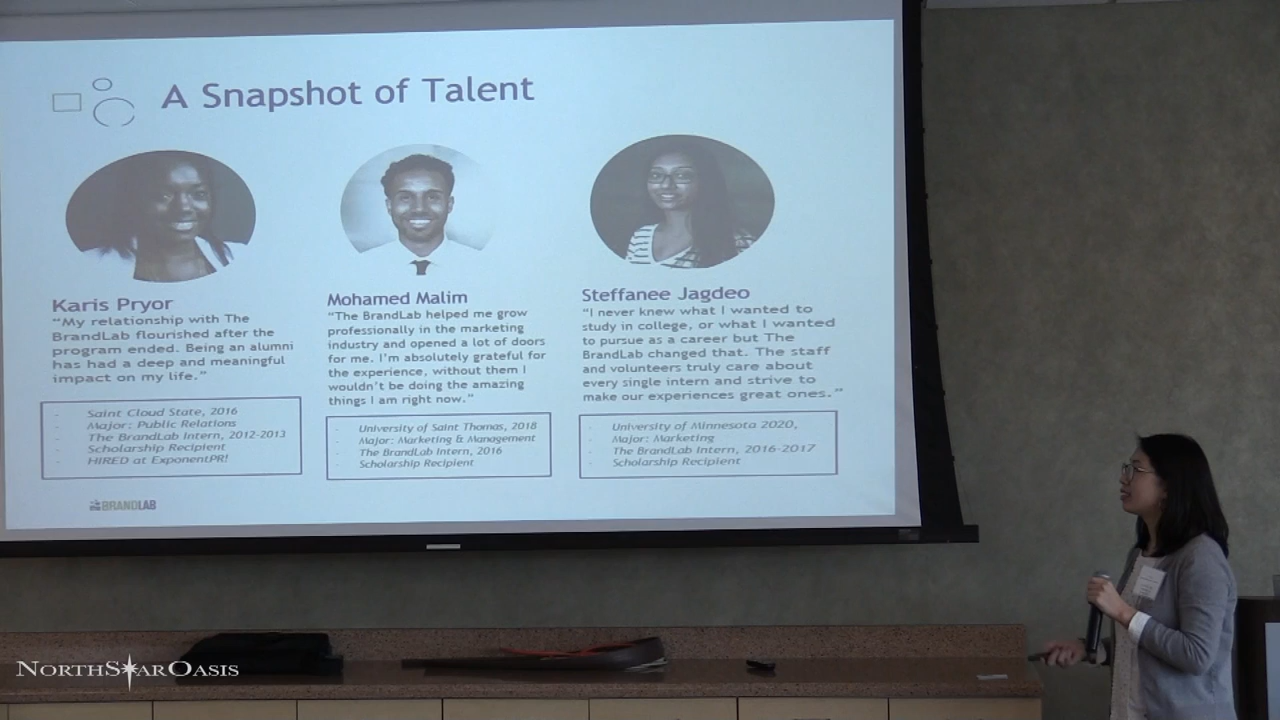 A Snapshot of Talent
Karis Pryor
“My relationship with The
BrandLab flourished after the
program ended. Being an alumni
has had a deep and meaningful
impact on my life.”
- Saint Cloud State, 2016
- Major: Public Relations
- The BrandLab Intern, 2012-2013
- Scholarship Recipient
- HIRED at ExponentPR!
Mohamed Malim
“The BrandLab helped me grow
professionally in the marketing
industry and opened a lot of doors
for me. I’m absolutely grateful for
the experience, without them I
wouldn’t be doing the amazing
things I am right now.”
- University of Saint Thomas, 2018
- Major: Marketing & Management
- The BrandLab Intern, 2016
- Scholarship Recipient
Steffanee Jagdeo
“I never knew what I wanted to
study in college, or what I wanted
to pursue as a career but The
BrandLab changed that. The staff
and volunteers truly care about
every single intern and strive to
make our experiences great ones.”
- University of Minnesota 2020,
- Major: Marketing
- The BrandLab Intern, 2016-2017
- Scholarship Recipient
the BRANDLAB
NORTHSTAROASIS